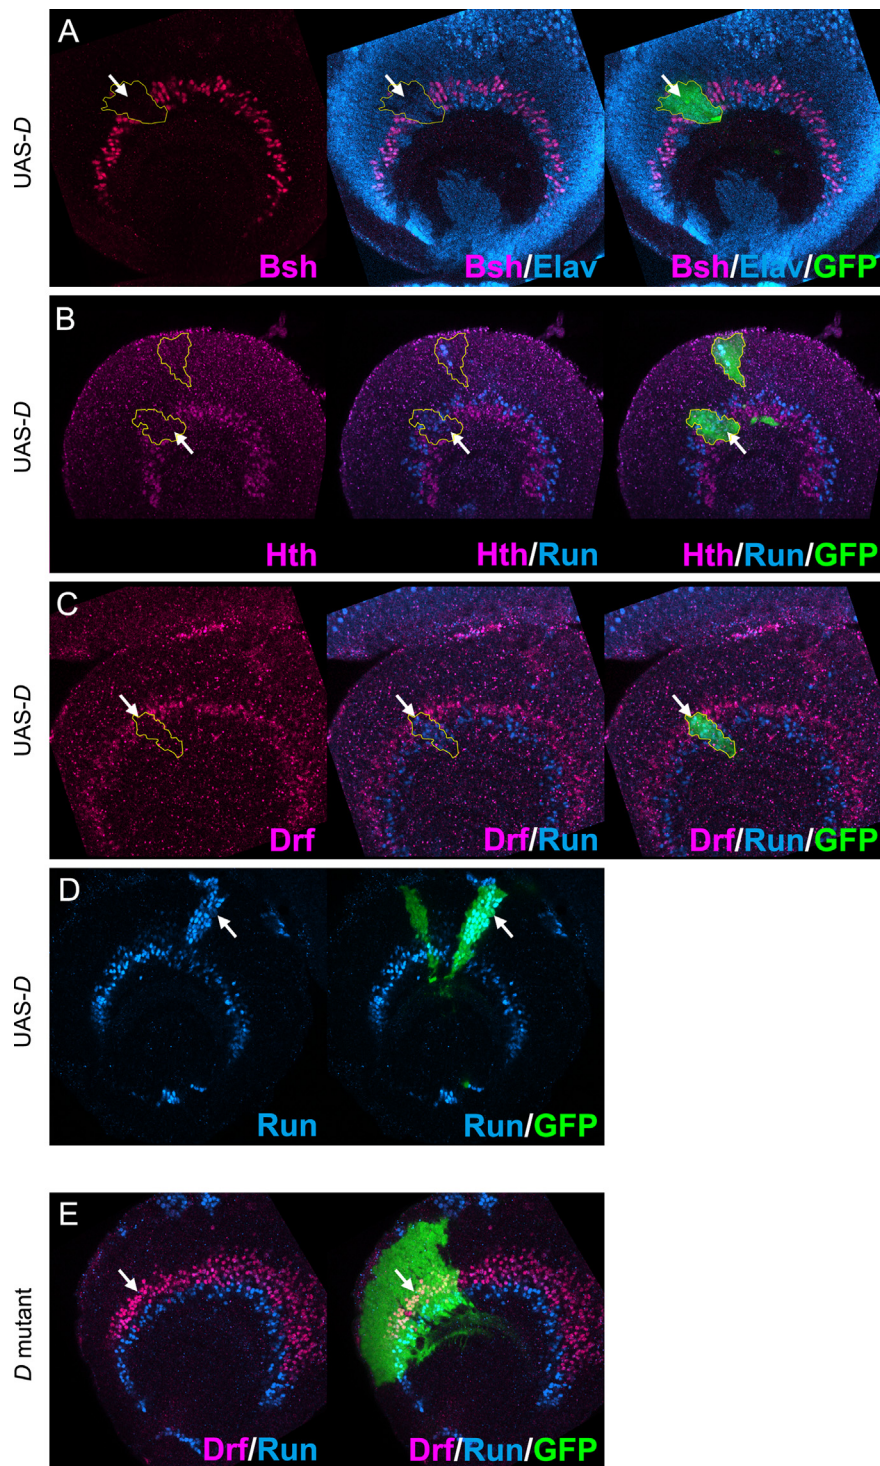 A
UAS-D
Bsh
Bsh/Elav
Bsh/Elav/GFP
B
UAS-D
Hth
Hth/Run
Hth/Run/GFP
C
UAS-D
Drf
Drf/Run
Drf/Run/GFP
D
UAS-D
Run
Run/GFP
E
D mutant
Drf/Run
Drf/Run/GFP